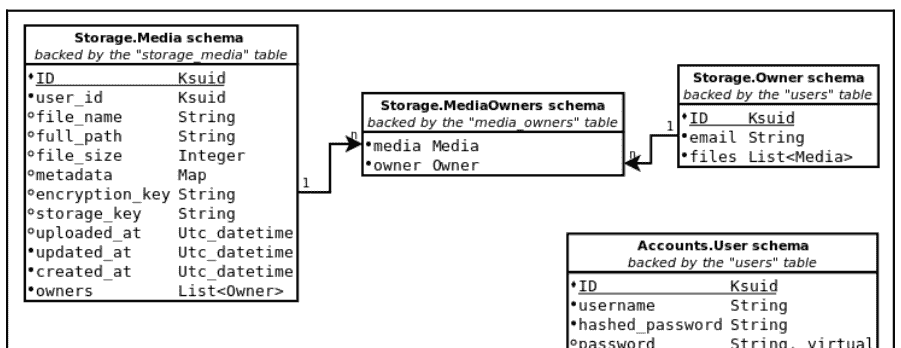 Storage.Media schema
backed by the "storage_media" table
ID Ksuid
user_id Ksuid
file_name String
full_path String
file_size Integer
metadata Map
encryption_key String
storage_key String
uploaded_at Utc_datetime
updated_at Utc_datetime
created_at Utc_datetime
owners List<Owner>
1
n
Storage.MediaOwners schema
backed by the "media_owners" table
media Media
owner Owner
n
1
Storage.Owner schema
backed by the "users" table
ID Ksuid
email String
files List<Media>
Accounts.User schema
backed by the "users" table
ID Ksuid
username String
hashed_password String
password String, virtual